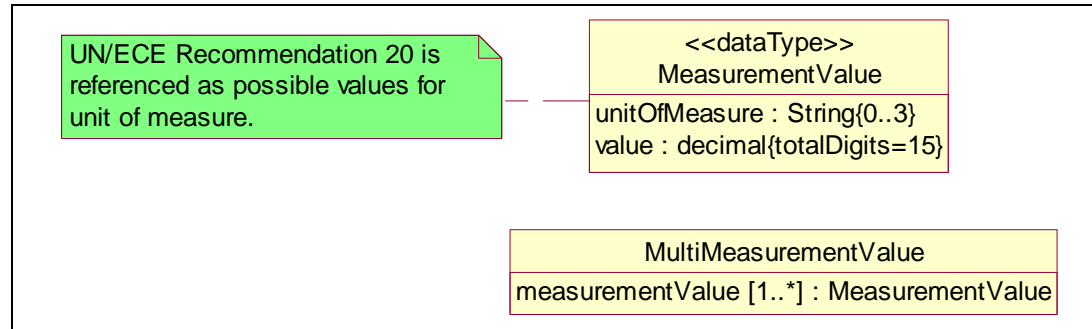 UN/ECE Recommendation 20 is
referenced as possible values for
unit of measure.
<<dataType>>
MeasurementValue
unitOfMeasure : String{0..3}
value : decimal{totalDigits=15}
MultiMeasurementValue
measurementValue [1..*] : MeasurementValue